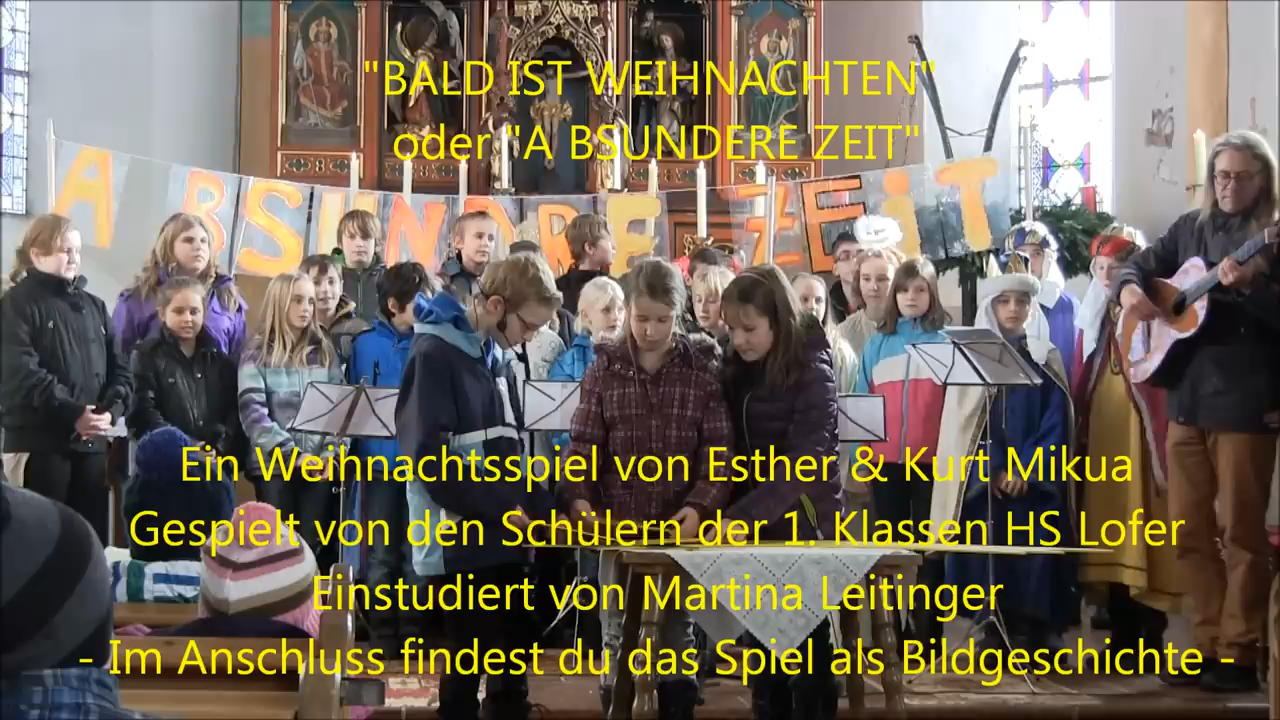 "BALD IST WEIHNACHTEN"
oder "A BSUNDERE ZEIT"
A BSUNDRE ZEiT
Ein Weihnachtsspiel von Esther & Kurt Mikua
Gespielt von den Schülern der 1. Klassen HS Lofer
Einstudiert von Martina Leitinger
- Im Anschluss findest du das Spiel als Bildgeschichte -